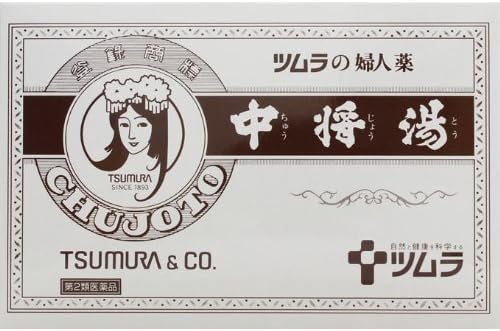 登録商標
TSUMURA
SINCE 1893
CHUJOTO
TSUMURA & CO.
第2類医薬品
ツムラの婦人薬
中将湯
ちゅう じょう とう
自然と健康を科学する
ツムラ